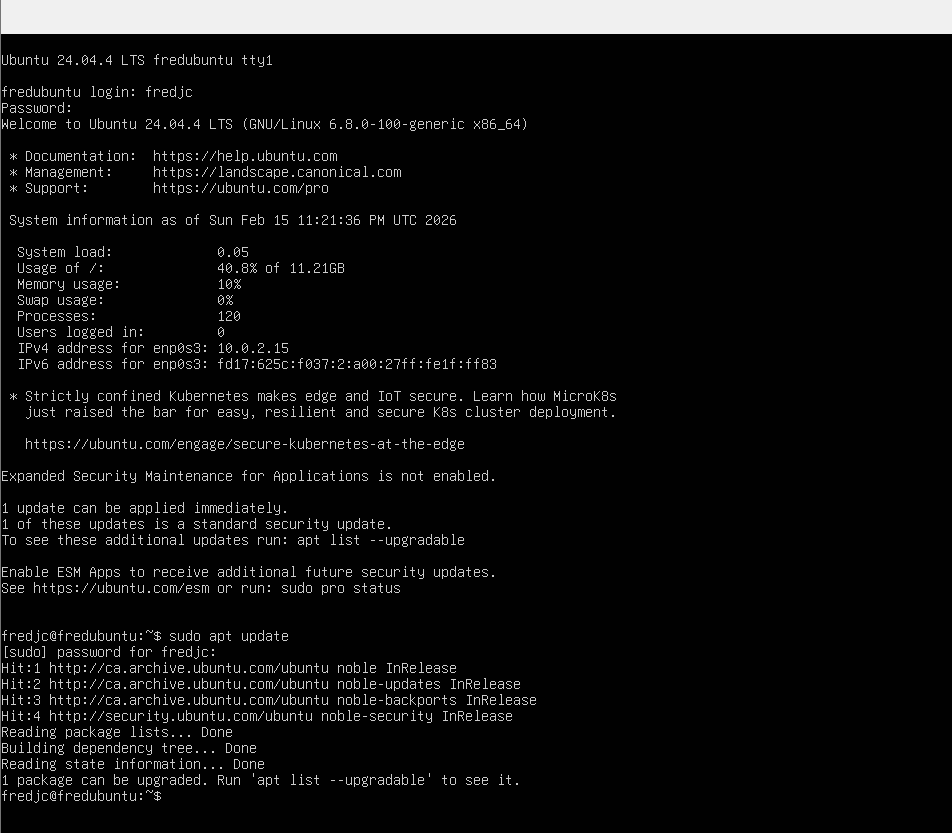 Ubuntu 24.04.4 LTS fredubuntu tty1
fredubuntu login: fredjc
Password:
Welcome to Ubuntu 24.04.4 LTS (GNU/Linux 6.8.0-100-generic x86_64)
* Documentation:  https://help.ubuntu.com
* Management:     https://landscape.canonical.com
* Support:        https://ubuntu.com/pro
System information as of Sun Feb 15 11:21:36 PM UTC 2026
System load:             0.05
Usage of /:              40.8% of 11.21GB
Memory usage:            10%
Swap usage:              0%
Processes:               120
Users logged in:         0
IPv4 address for enp0s3: 10.0.2.15
IPv6 address for enp0s3: fd17:625c:f037:2:a00:27ff:fe1f:ff83
* Strictly confined Kubernetes makes edge and IoT secure. Learn how MicroK8s
just raised the bar for easy, resilient and secure K8s cluster deployment.
https://ubuntu.com/engage/secure-kubernetes-at-the-edge
Expanded Security Maintenance for Applications is not enabled.
1 update can be applied immediately.
1 of these updates is a standard security update.
To see these additional updates run: apt list --upgradable
Enable ESM Apps to receive additional future security updates.
See https://ubuntu.com/esm or run: sudo pro status
fredjc@fredubuntu:~$ sudo apt update
[sudo] password for fredjc:
Hit:1 http://ca.archive.ubuntu.com/ubuntu noble InRelease
Hit:2 http://ca.archive.ubuntu.com/ubuntu noble-updates InRelease
Hit:3 http://ca.archive.ubuntu.com/ubuntu noble-backports InRelease
Hit:4 http://security.ubuntu.com/ubuntu noble-security InRelease
Reading package lists... Done
Building dependency tree... Done
Reading state information... Done
1 package can be upgraded. Run 'apt list --upgradable' to see it.
fredjc@fredubuntu:~$